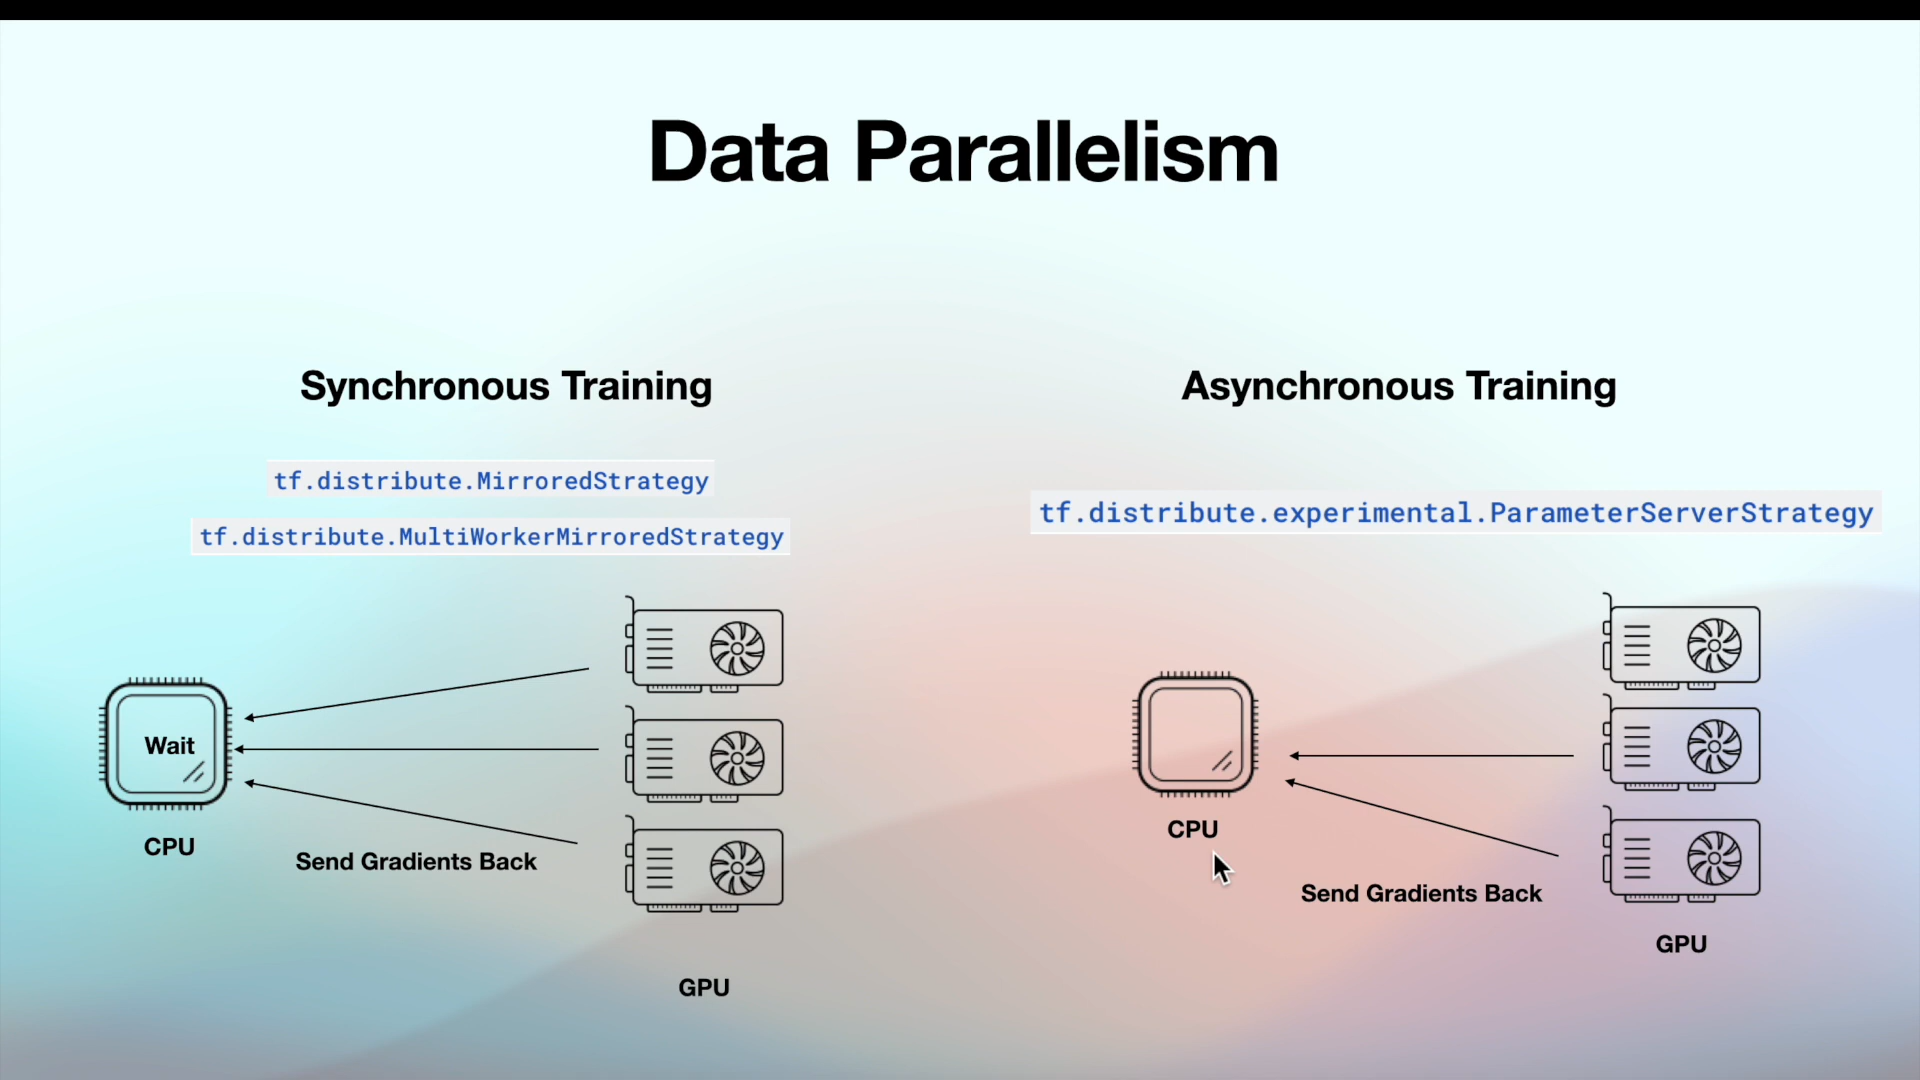 Data Parallelism
Synchronous Training
tf.distribute.MirroredStrategy
tf.distribute.MultiWorkerMirroredStrategy
Wait
CPU
Send Gradients Back
GPU
Asynchronous Training
tf.distribute.experimental.ParameterServerStrategy
CPU
Send Gradients Back
GPU